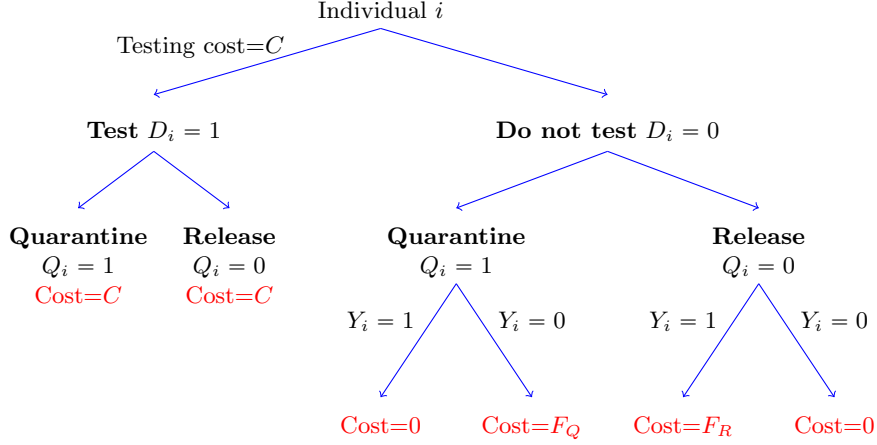 Individual i
Testing cost=C
Test D_i = 1
Do not test D_i = 0
Quarantine
Q_i = 1
Cost=C
Release
Q_i = 0
Cost=C
Quarantine
Q_i = 1
Release
Q_i = 0
Y_i = 1
Y_i = 0
Y_i = 1
Y_i = 0
Cost=0
Cost=F_Q
Cost=F_R
Cost=0